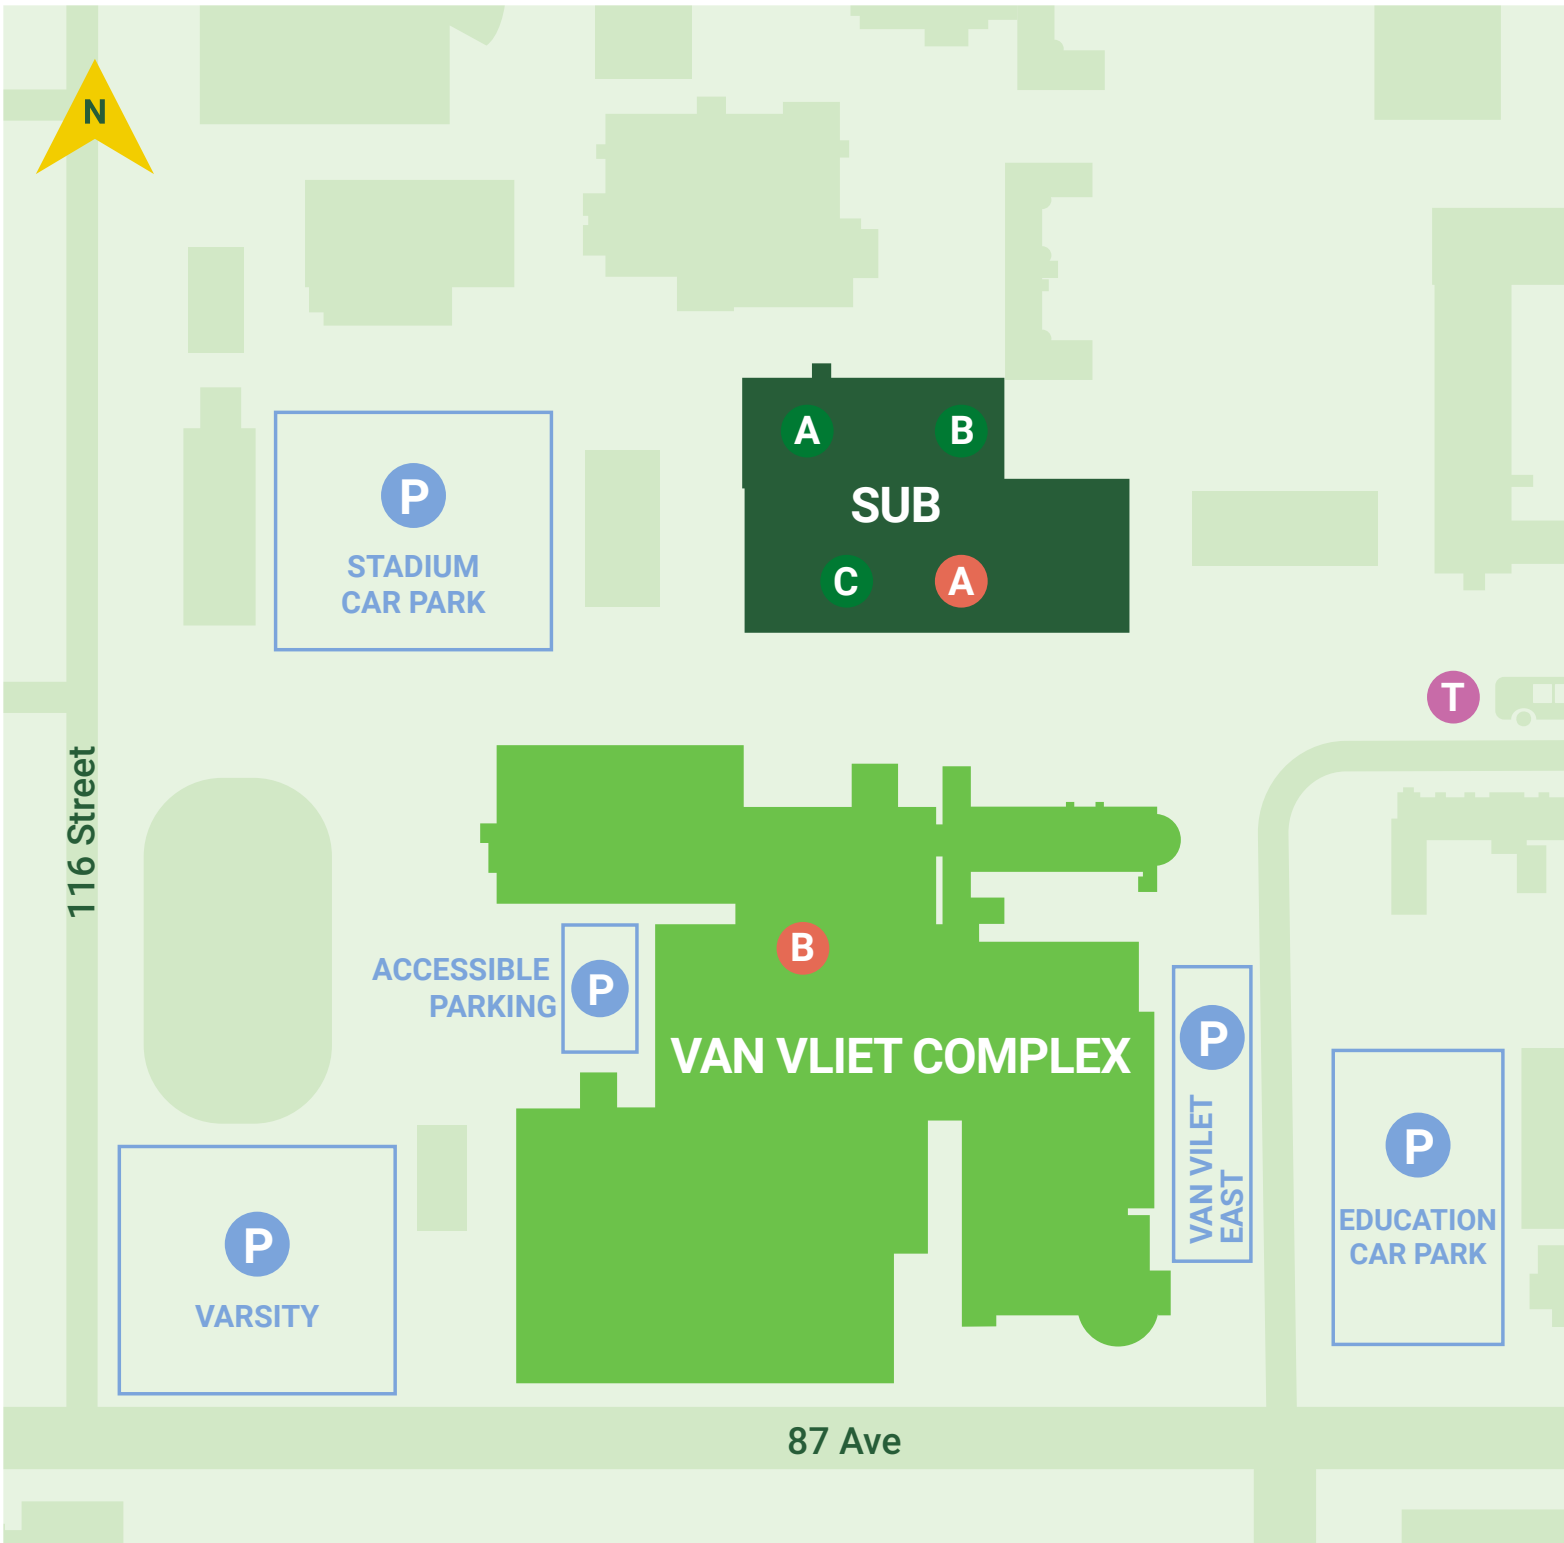 N
A
B
SUB
C
A
P
STADIUM
CAR PARK
T
116 Street
B
ACCESSIBLE
PARKING
P
VAN VLIET COMPLEX
P
VAN VILET
EAST
P
EDUCATION
CAR PARK
P
VARSITY
87 Ave